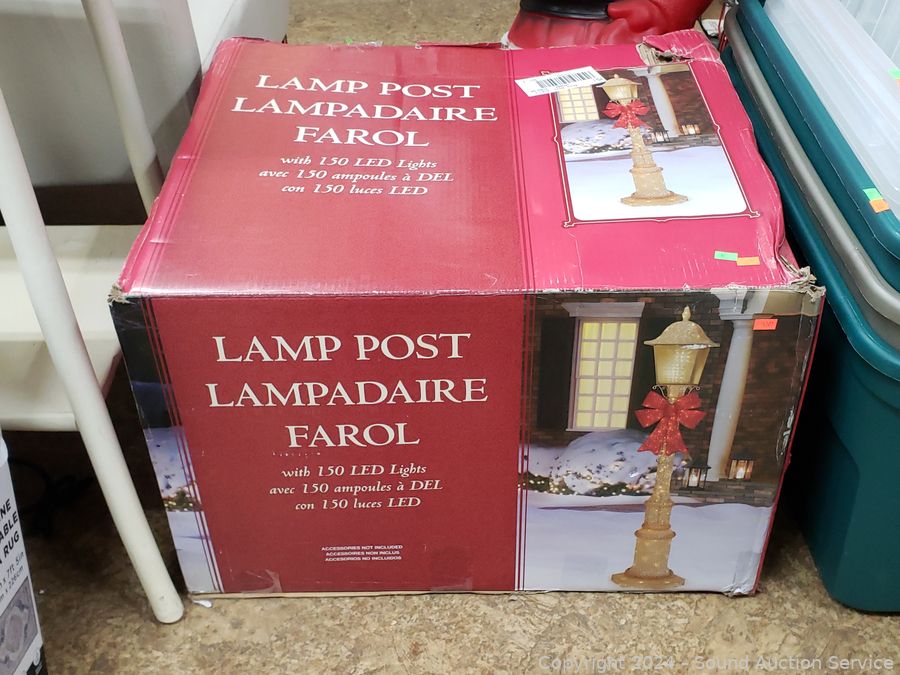 LAMP POST
LAMPADAIRE
FAROL
with 150 LED Lights
avec 150 ampoules à DEL
con 150 luces LED
LAMP POST
LAMPADAIRE
FAROL
with 150 LED Lights
avec 150 ampoules à DEL
con 150 luces LED
ACCESSORIES NOT INCLUDED
ACCESSOIRES NON INCLUS
ACCESORIOS NO INCLUIDOS
RUG
Copyright 2024 - Sound Auction Service